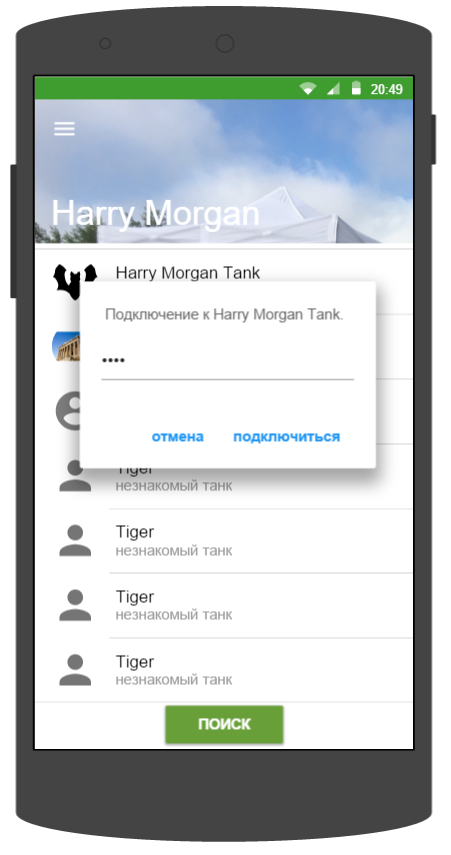 20:49
Harry Morgan
Harry Morgan Tank
Подключение к Harry Morgan Tank.
••••
отмена
подключиться
Tiger
незнакомый танк
Tiger
незнакомый танк
Tiger
незнакомый танк
Tiger
незнакомый танк
ПОИСК